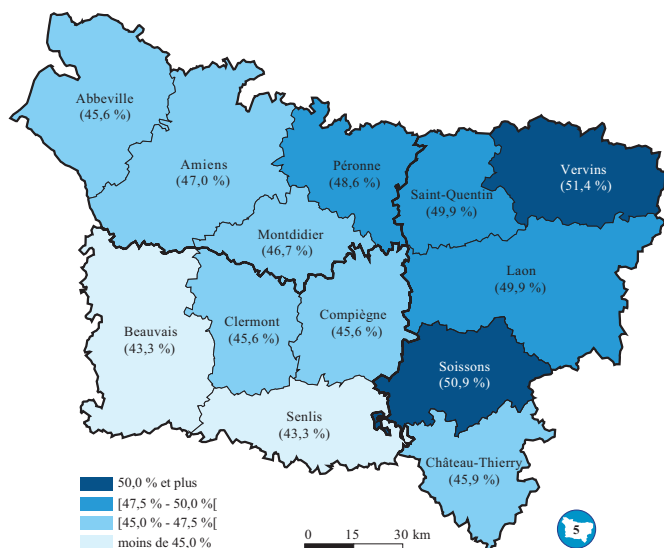 Abbeville
(45,6 %)
Amiens
(47,0 %)
Péronne
(48,6 %)
Saint-Quentin
(49,9 %)
Vervins
(51,4 %)
Montdidier
(46,7 %)
Laon
(49,9 %)
Beauvais
(43,3 %)
Clermont
(45,6 %)
Compiègne
(45,6 %)
Soissons
(50,9 %)
Senlis
(43,3 %)
Château-Thierry
(45,9 %)
50,0 % et plus
[47,5 % - 50,0 %[
[45,0 % - 47,5 %[
moins de 45,0 %
0 15 30 km
5